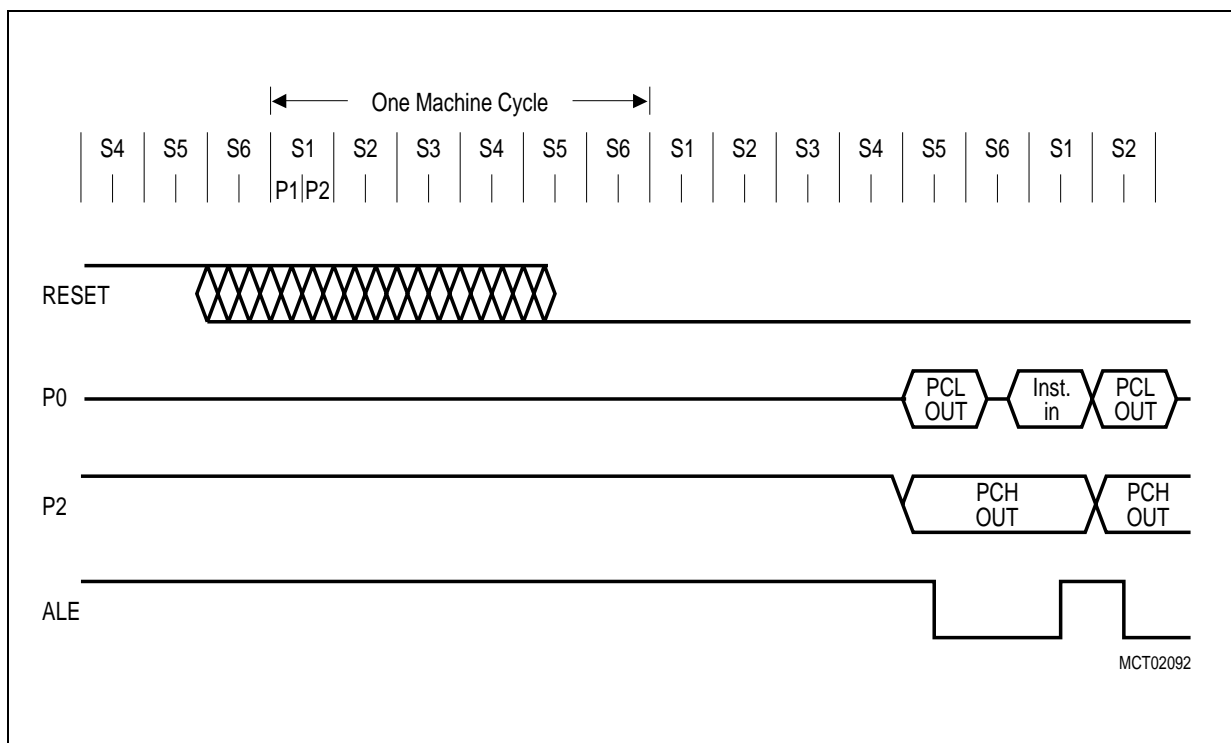 One Machine Cycle
S4 S5 S6 S1 S2 S3 S4 S5 S6 S1 S2 S3 S4 S5 S6 S1 S2
P1 P2
RESET
P0
PCL
OUT
Inst.
in
PCL
OUT
P2
PCH
OUT
PCH
OUT
ALE
MCT02092